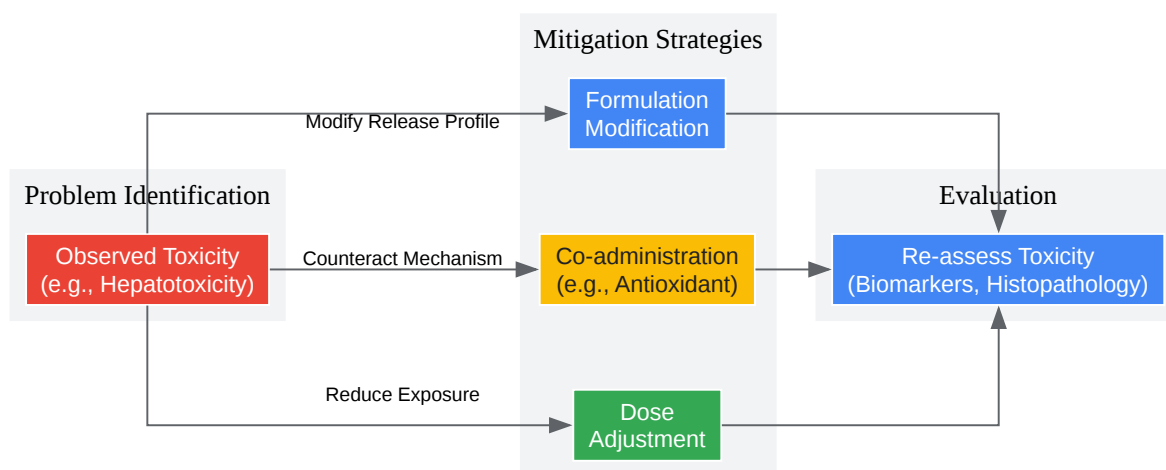 Mitigation Strategies
Formulation
Modification
Modify Release Profile
Problem Identification
Evaluation
Observed Toxicity
(e.g., Hepatotoxicity)
Counteract Mechanism
Co-administration
(e.g., Antioxidant)
Re-assess Toxicity
(Biomarkers, Histopathology)
Reduce Exposure
Dose
Adjustment